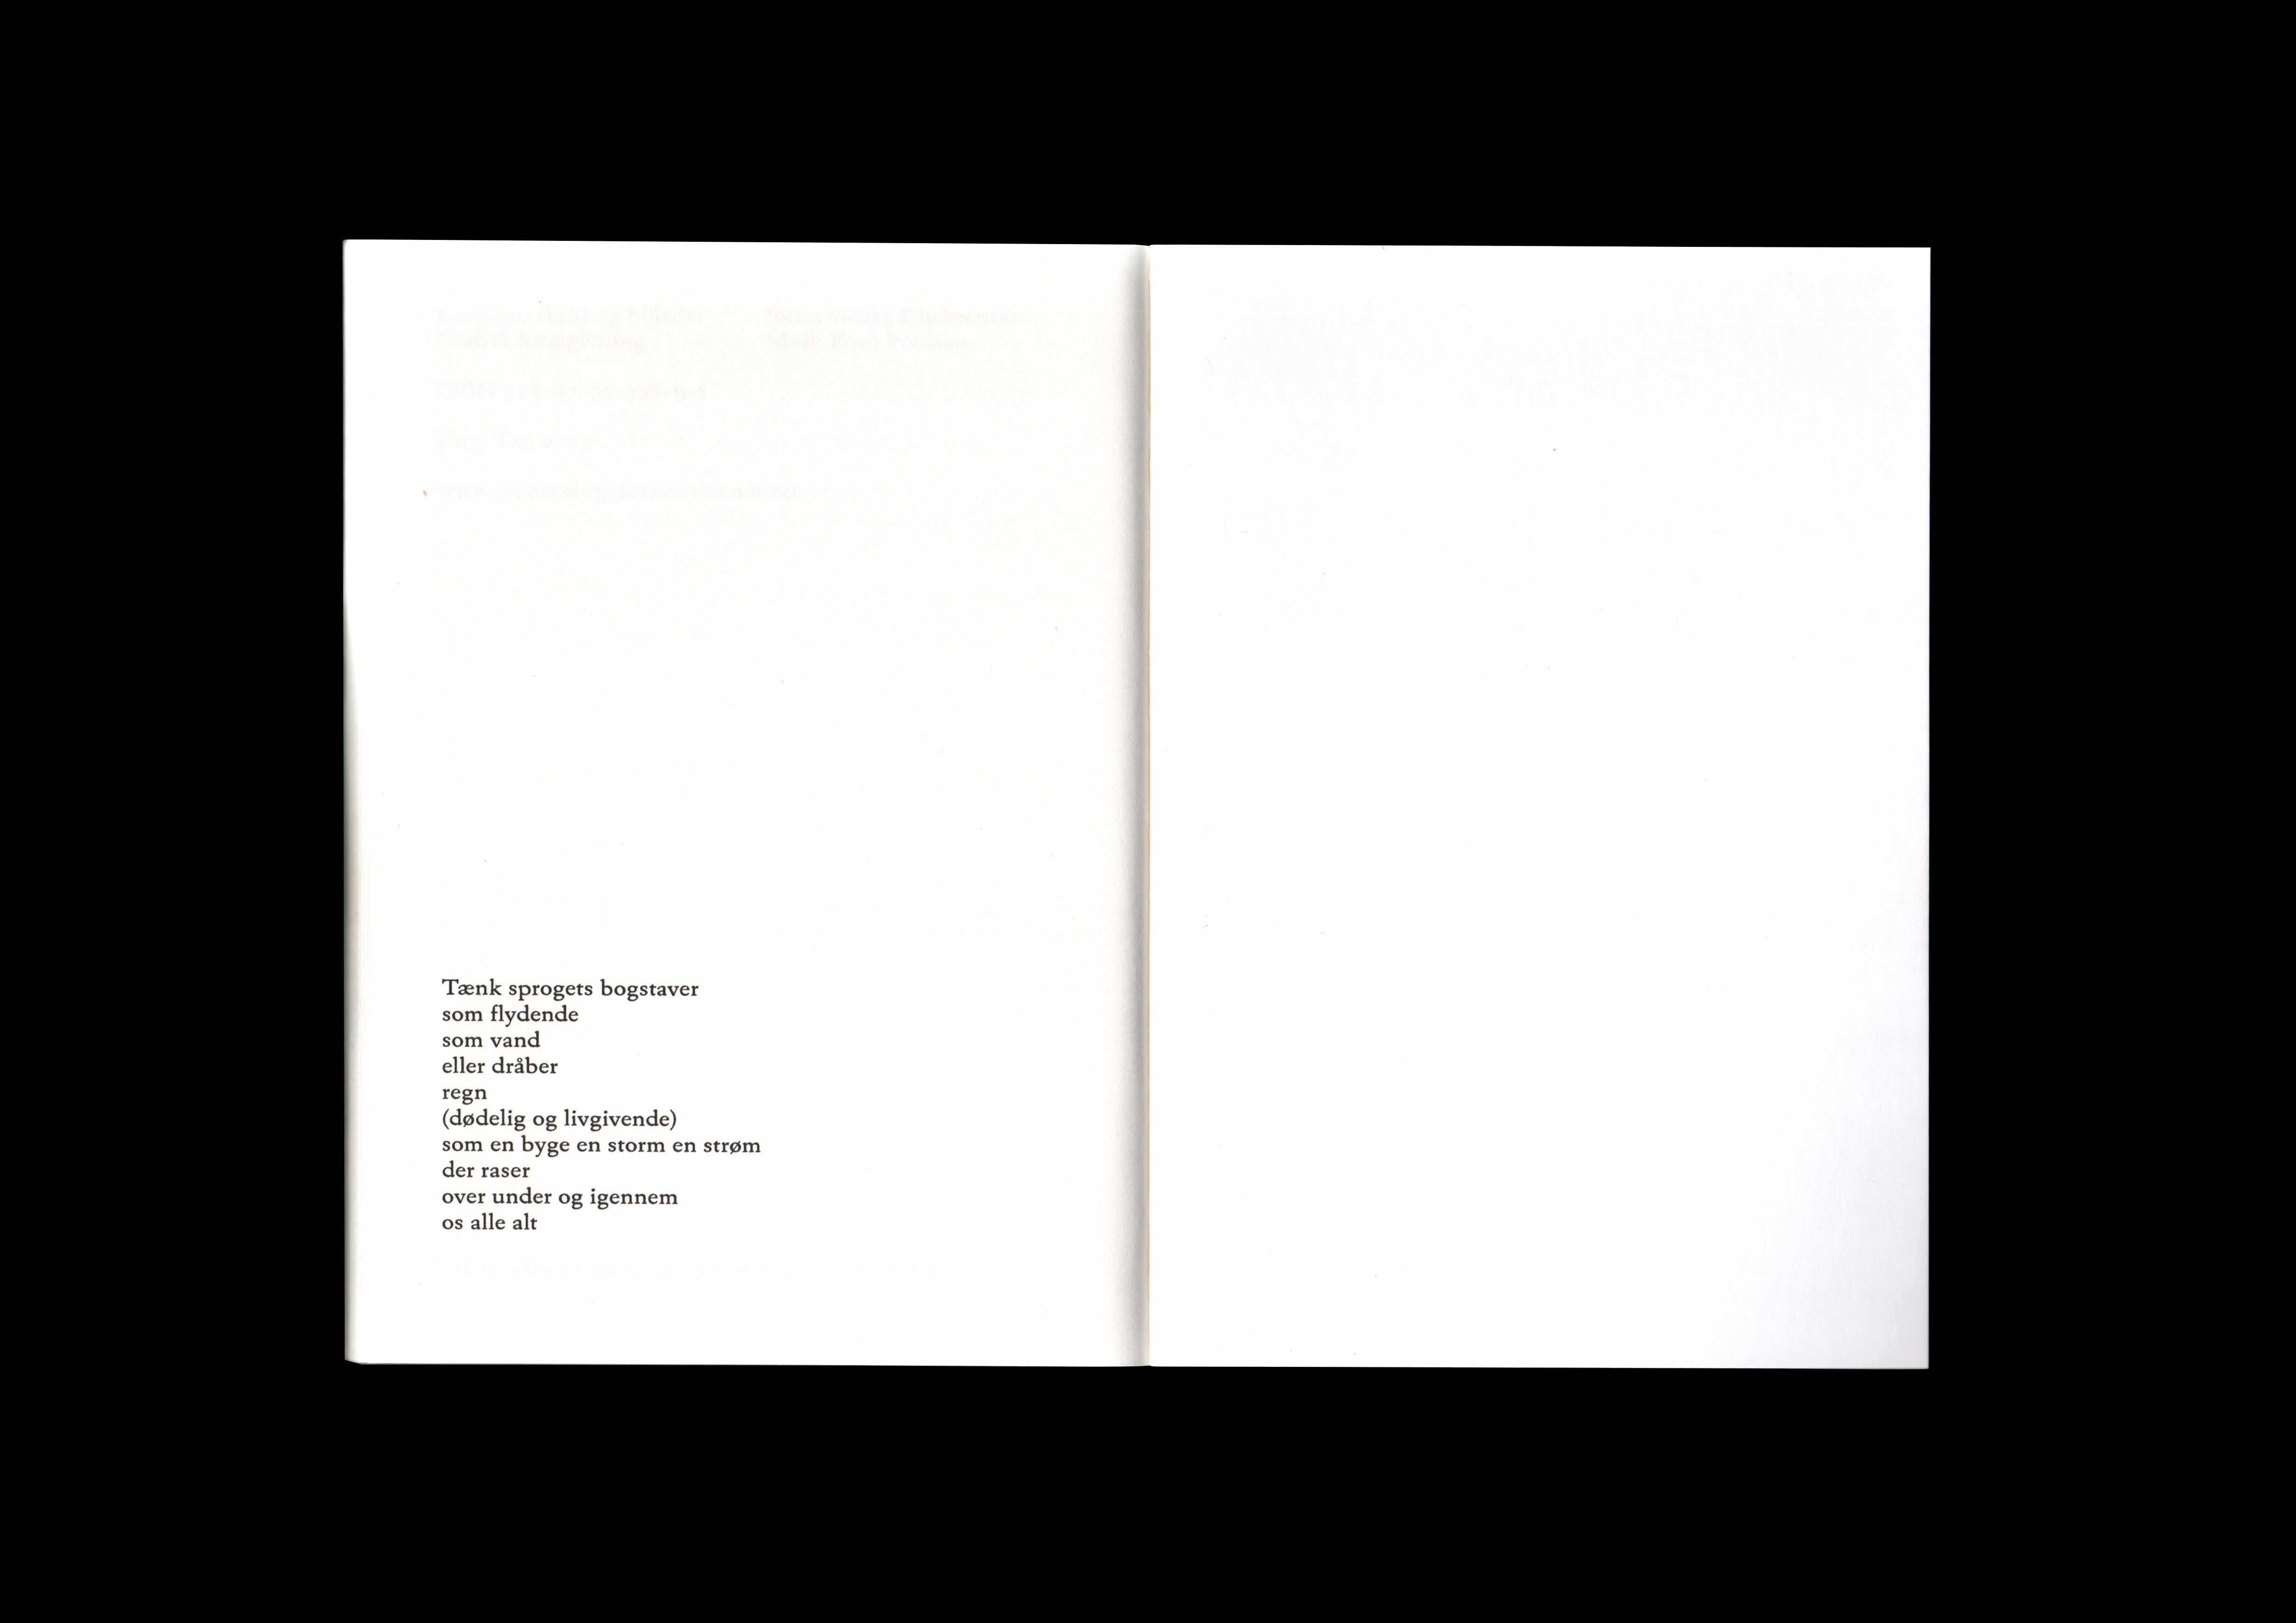 Tænk sprogets bogstaver
som flydende
som vand
eller dråber
regn
(dødelig og livgivende)
som en byge en storm en strøm
der raser
over under og igennem
os alle alt